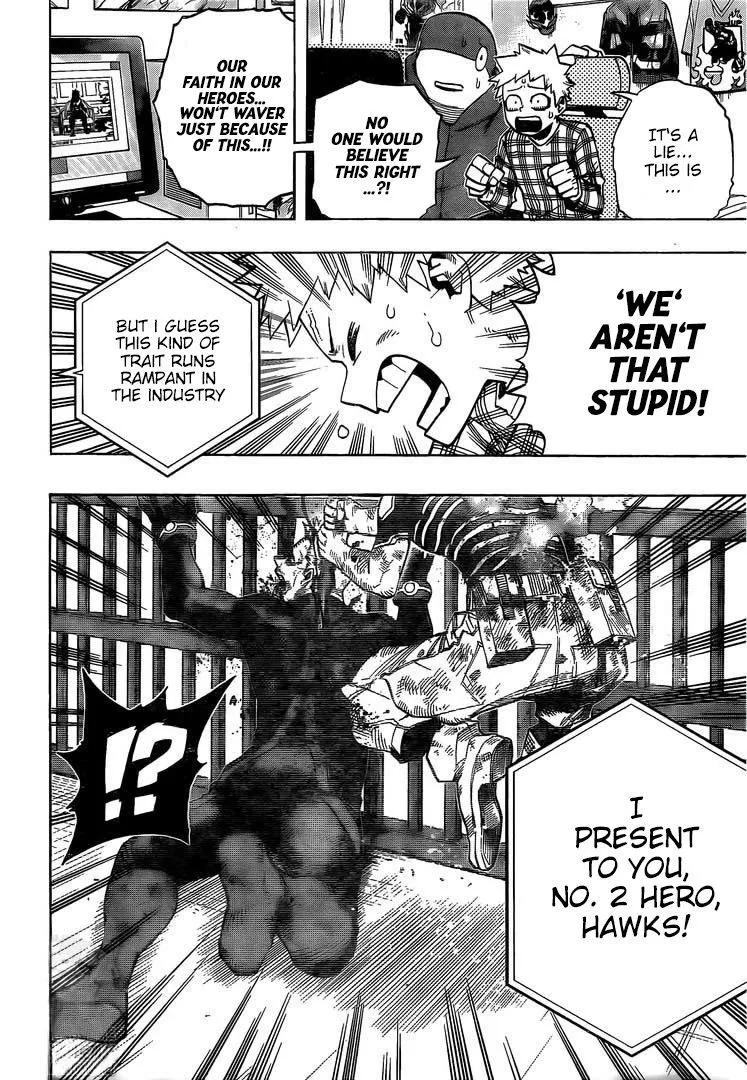 IT'S A
LIE...
THIS IS
...
NO
ONE WOULD
BELIEVE
THIS RIGHT
...?!
OUR
FAITH IN OUR
HEROES...
WON'T WAVER
JUST BECAUSE
OF THIS...!!
'WE'
AREN'T
THAT
STUPID!
BUT I GUESS
THIS KIND OF
TRAIT RUNS
RAMPANT IN
THE INDUSTRY
!?
I
PRESENT
TO YOU,
NO. 2 HERO,
HAWKS!